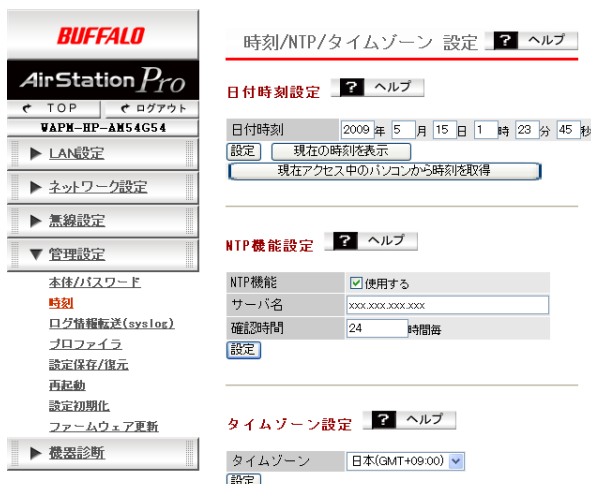 BUFFALO
AirStation Pro
TOP ログアウト
WAPM-HP-AM54G54
▶ LAN設定
▶ ネットワーク設定
▶ 無線設定
▼ 管理設定
本体/パスワード
時刻
ログ情報転送(syslog)
プロファイラ
設定保存/復元
再起動
設定初期化
ファームウェア更新
▶ 機器診断
時刻/NTP/タイムゾーン 設定 ? ヘルプ
日付時刻設定 ? ヘルプ
日付時刻 2009 年 5 月 15 日 1 時 23 分 45 秒
設定 現在の時刻を表示
現在アクセス中のパソコンから時刻を取得
NTP機能設定 ? ヘルプ
NTP機能 使用する
サーバ名 xxx.xxx.xxx.xxx
確認時間 24 時間毎
設定
タイムゾーン設定 ? ヘルプ
タイムゾーン 日本(GMT+09:00)
設定